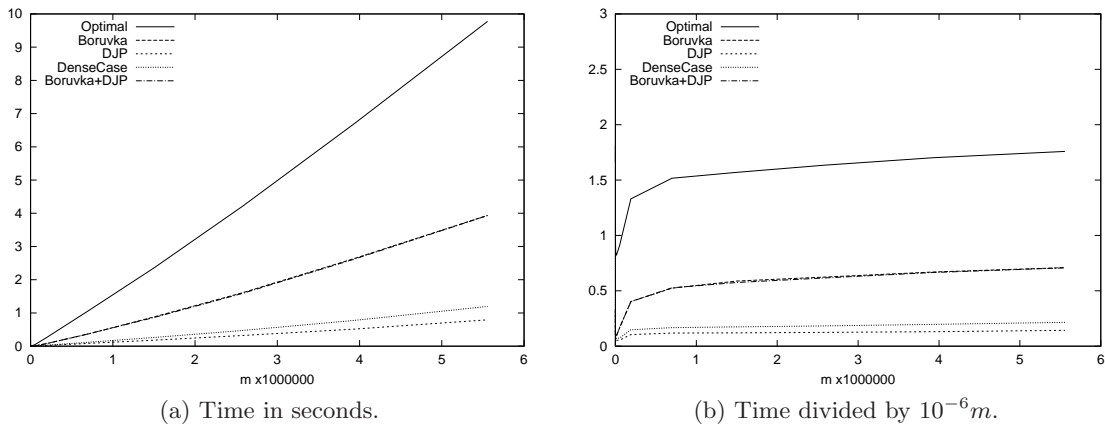 10
9
8
7
6
5
4
3
2
1
0
Optimal
Boruvka
DJP
DenseCase
Boruvka+DJP
0 1 2 3 4 5 6
m x1000000
(a) Time in seconds.
3
2.5
2
1.5
1
0.5
0
Optimal
Boruvka
DJP
DenseCase
Boruvka+DJP
0 1 2 3 4 5 6
m x1000000
(b) Time divided by 10⁻⁶m.